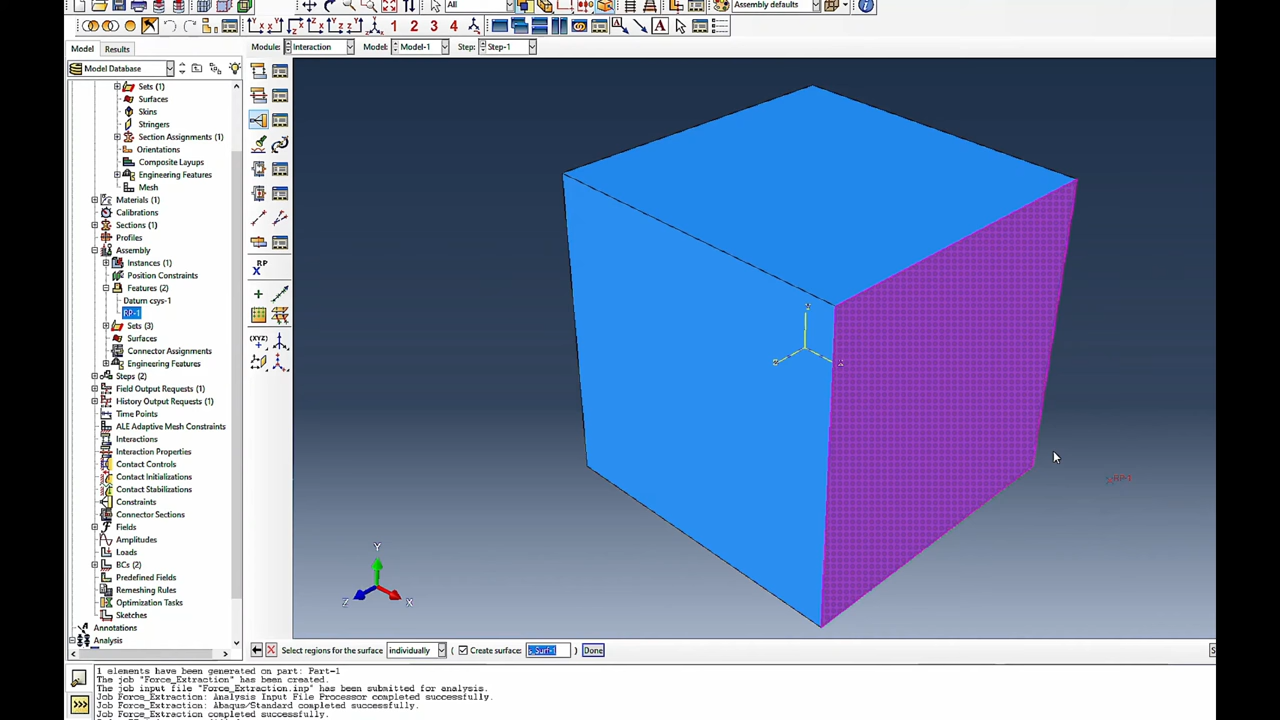 All
Assembly defaults
1 2 3 4
A
A
Model
Results
Module:
Interaction
Model:
Model-1
Step:
Step-1
Model Database
Sets (1)
Surfaces
Skins
Stringers
Section Assignments (1)
Orientations
Composite Layups
Engineering Features
Mesh
Materials (1)
Calibrations
Sections (1)
Profiles
Assembly
Instances (1)
Position Constraints
Features (2)
Datum csys-1
RP-1
Sets (3)
Surfaces
Connector Assignments
Engineering Features
Steps (2)
Field Output Requests (1)
History Output Requests (1)
Time Points
ALE Adaptive Mesh Constraints
Interactions
Interaction Properties
Contact Controls
Contact Initializations
Contact Stabilizations
Constraints
Connector Sections
Fields
Amplitudes
Loads
BCs (2)
Predefined Fields
Remeshing Rules
Optimization Tasks
Sketches
Annotations
Analysis
RP
(XYZ)
Y
Z
X
Select regions for the surface
individually
( Create surface:
s_Surf-1
)
Done
1 elements have been generated on part: Part-1
The job "Force_Extraction" has been created.
The job input file "Force_Extraction.inp" has been submitted for analysis.
Job Force_Extraction: Analysis Input File Processor completed successfully.
Job Force_Extraction: Abaqus/Standard completed successfully.
Job Force_Extraction completed successfully.